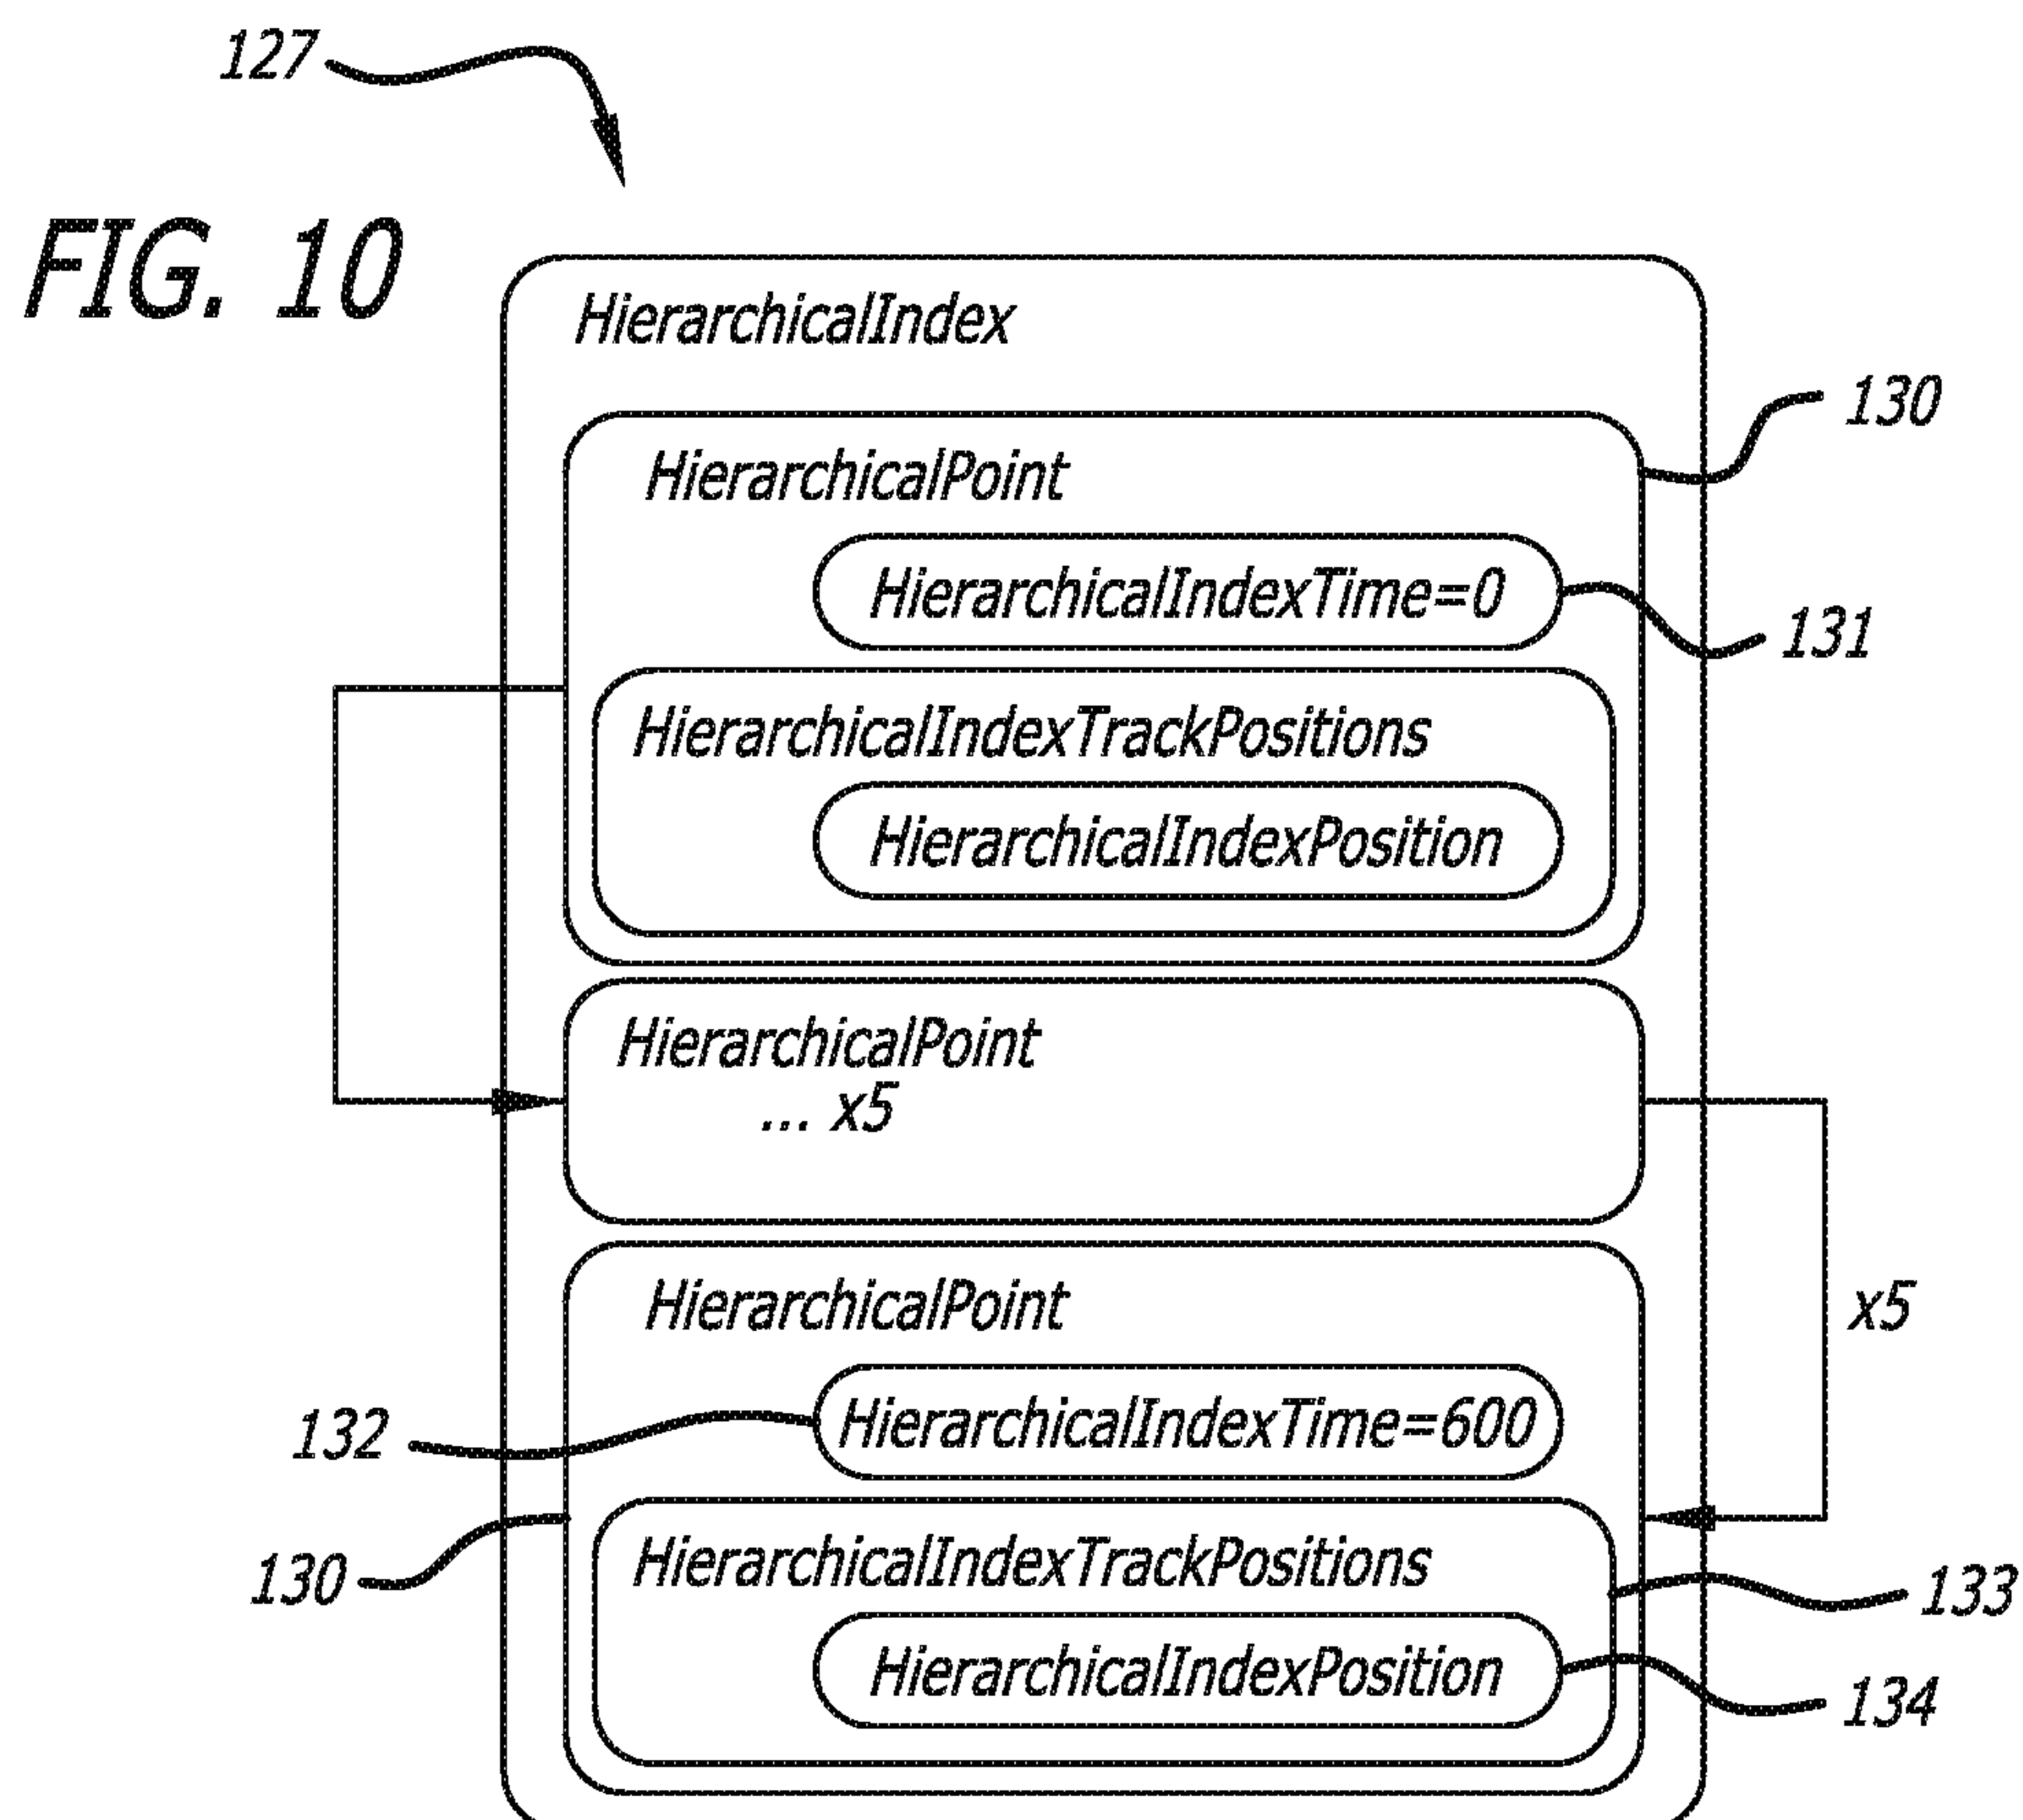 127
FIG. 10
HierarchicalIndex
130
HierarchicalPoint
HierarchicalIndexTime=0
131
HierarchicalIndexTrackPositions
HierarchicalIndexPosition
HierarchicalPoint
... x5
HierarchicalPoint
x5
132
HierarchicalIndexTime=600
130
HierarchicalIndexTrackPositions
133
HierarchicalIndexPosition
134